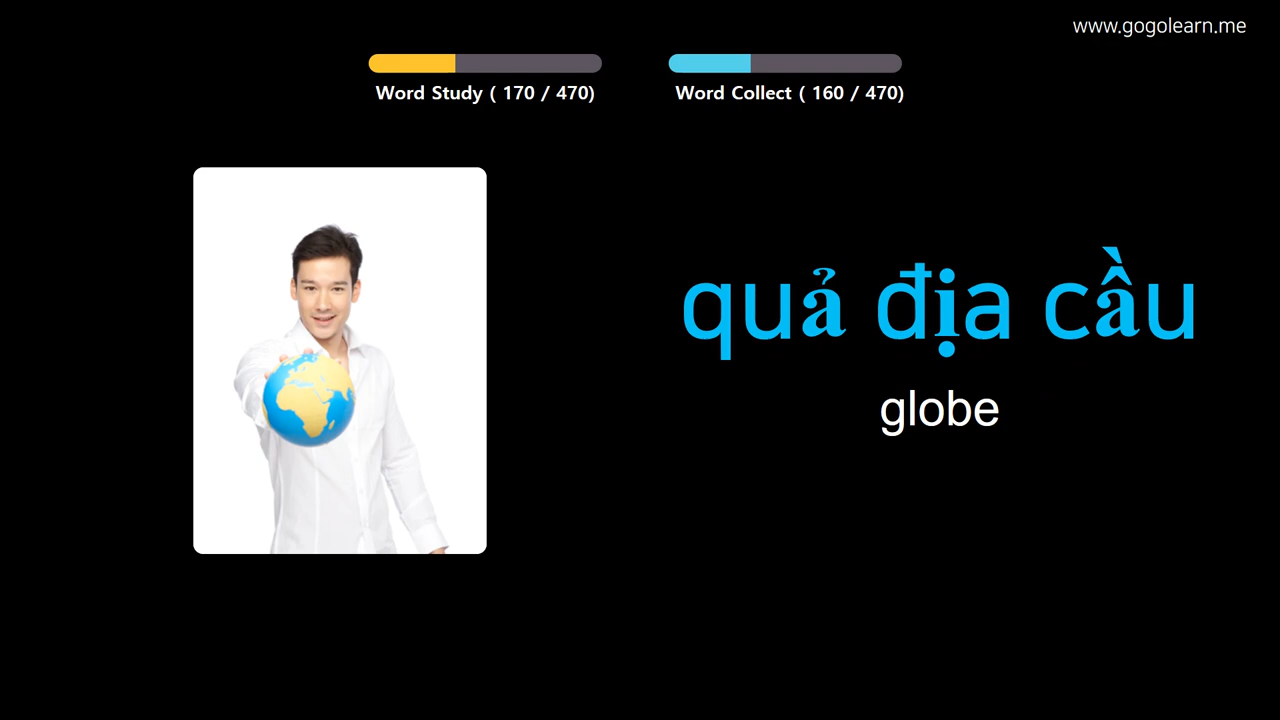 www.gogolearn.me
Word Study ( 170 / 470)
Word Collect ( 160 / 470)
quả địa cầu
globe